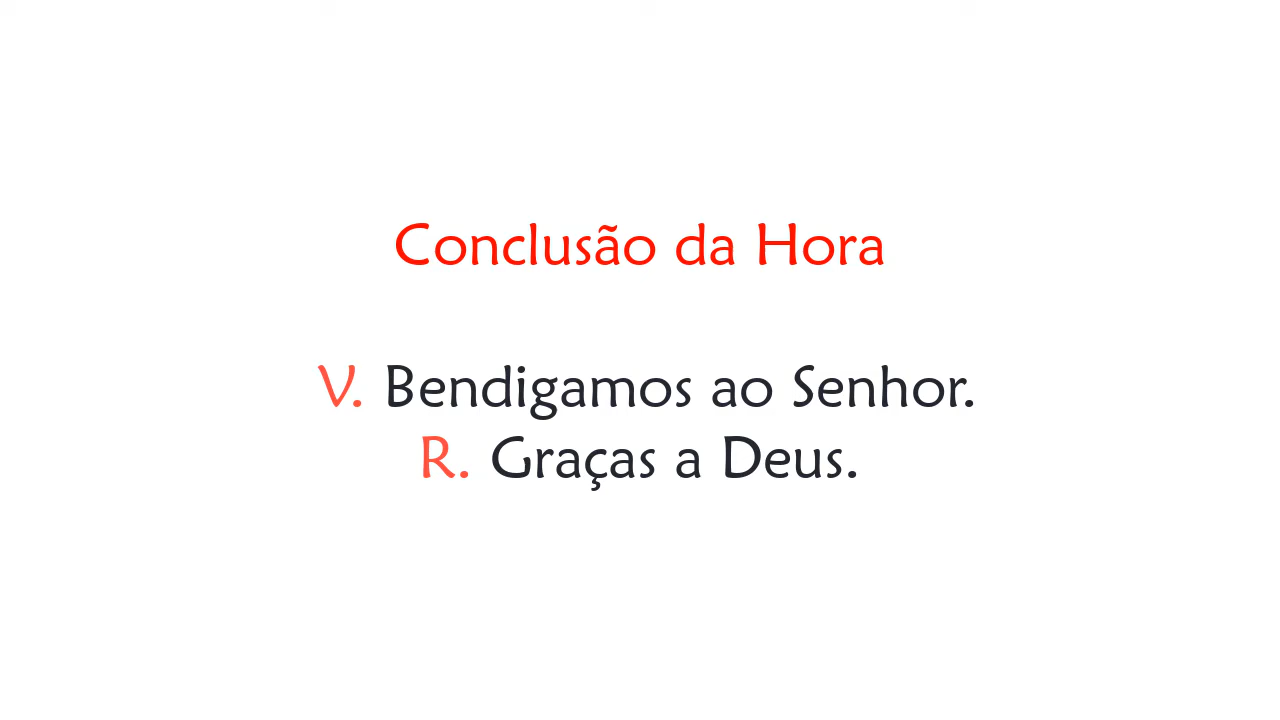 Conclusão da Hora
V. Bendigamos ao Senhor.
R. Graças a Deus.